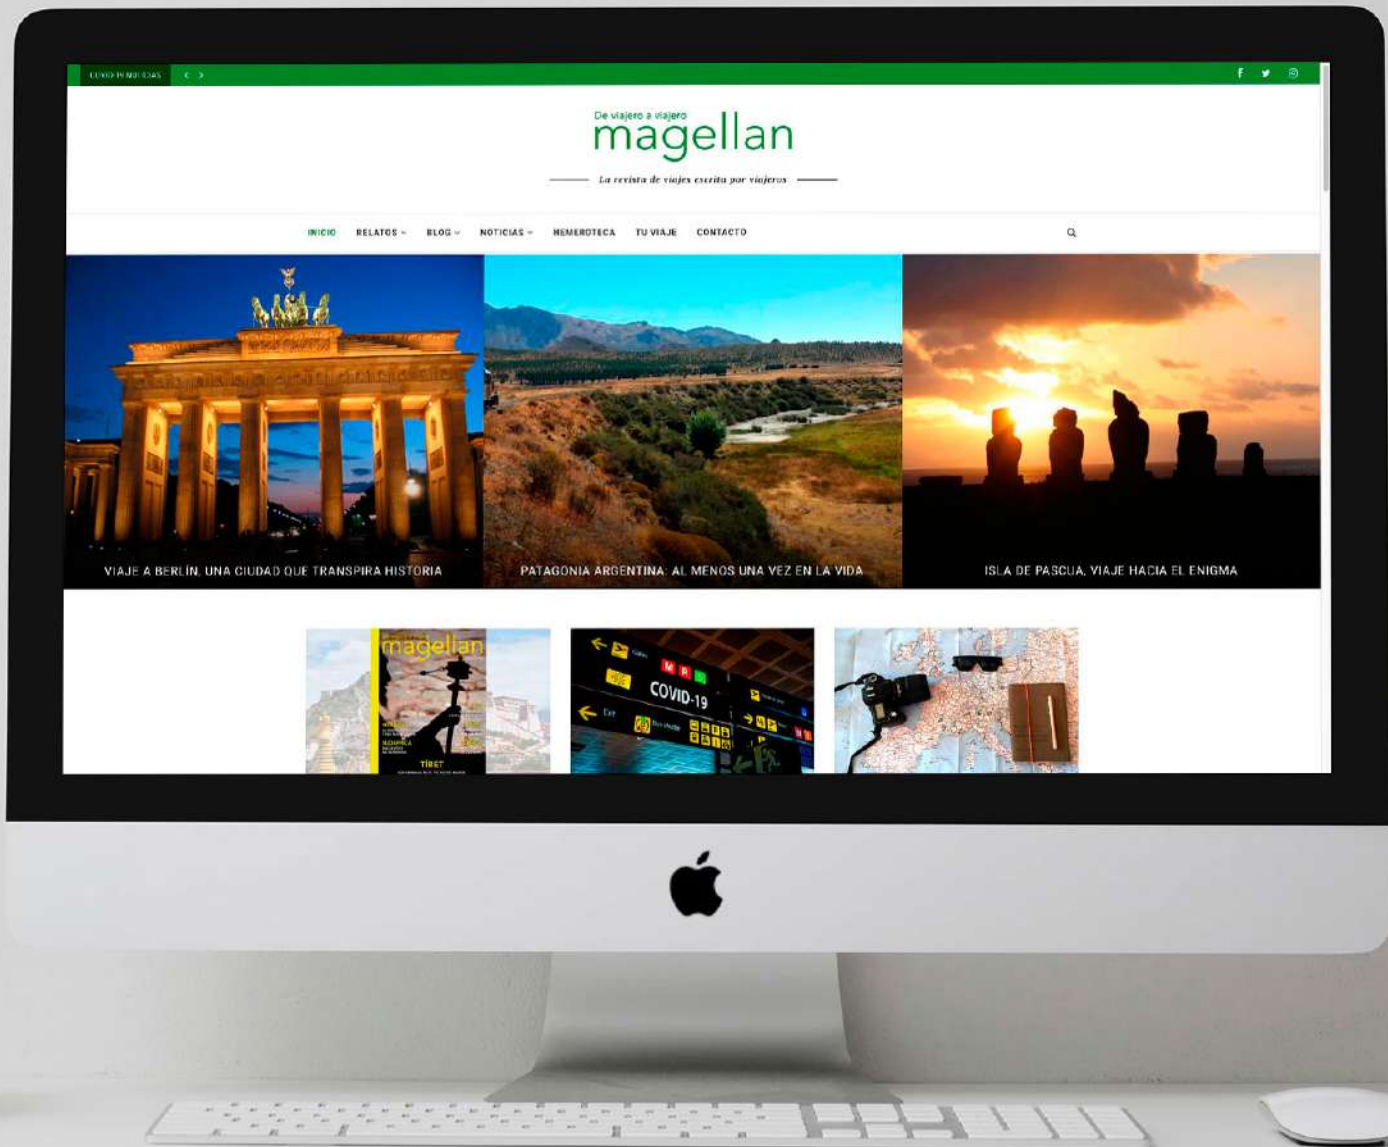 COVID-19 NOTICIAS
De viajero a viajero
magellan
La revista de viajes escrita por viajeros
INICIO RELATOS BLOG NOTICIAS HEMEROTECA TU VIAJE CONTACTO
VIAJE A BERLÍN, UNA CIUDAD QUE TRANSPIRA HISTORIA
PATAGONIA ARGENTINA: AL MENOS UNA VEZ EN LA VIDA
ISLA DE PASCUA, VIAJE HACIA EL ENIGMA
magellan
TÍBET
M R
COVID-19